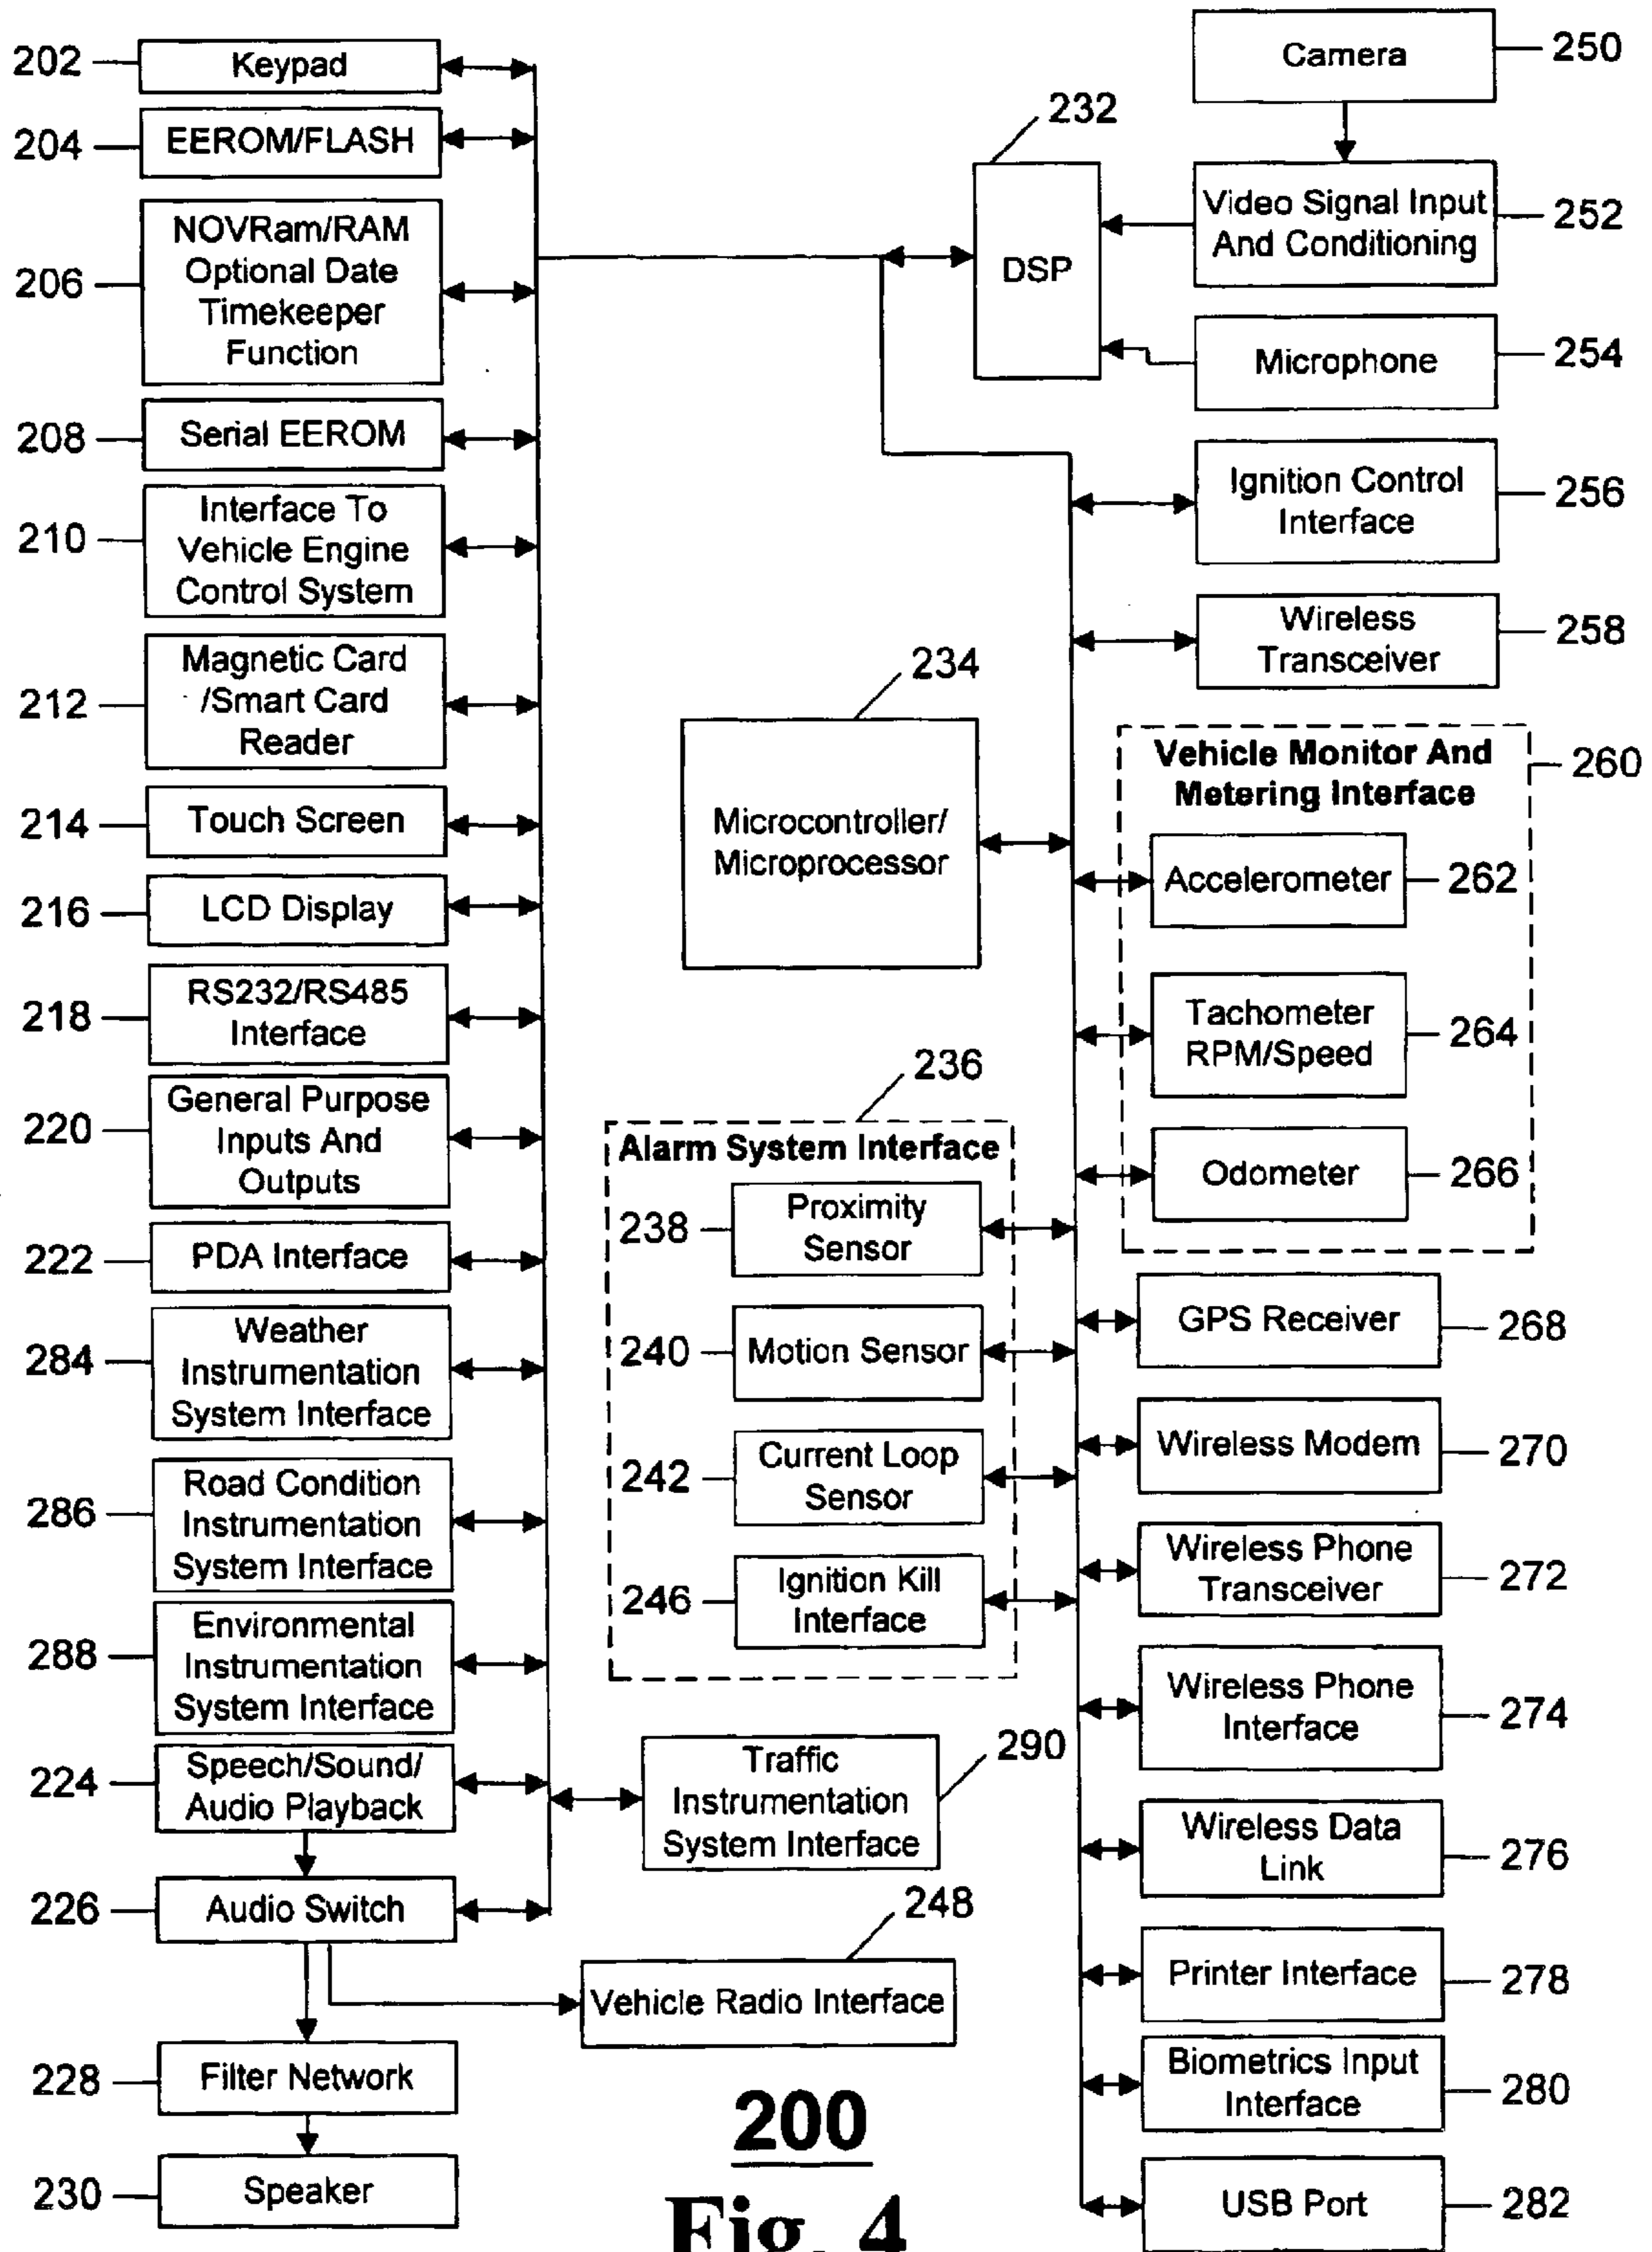 202
Keypad
204
EEROM/FLASH
206
NOVRam/RAM
Optional Date
Timekeeper
Function
208
Serial EEROM
210
Interface To
Vehicle Engine
Control System
212
Magnetic Card
/Smart Card
Reader
214
Touch Screen
216
LCD Display
218
RS232/RS485
Interface
220
General Purpose
Inputs And
Outputs
222
PDA Interface
284
Weather
Instrumentation
System Interface
286
Road Condition
Instrumentation
System Interface
288
Environmental
Instrumentation
System Interface
224
Speech/Sound/
Audio Playback
226
Audio Switch
228
Filter Network
230
Speaker
232
DSP
234
Microcontroller/
Microprocessor
236
Alarm System Interface
238
Proximity
Sensor
240
Motion Sensor
242
Current Loop
Sensor
246
Ignition Kill
Interface
290
Traffic
Instrumentation
System Interface
248
Vehicle Radio Interface
Camera
250
Video Signal Input
And Conditioning
252
Microphone
254
Ignition Control
Interface
256
Wireless
Transceiver
258
Vehicle Monitor And
Metering Interface
260
Accelerometer
262
Tachometer
RPM/Speed
264
Odometer
266
GPS Receiver
268
Wireless Modem
270
Wireless Phone
Transceiver
272
Wireless Phone
Interface
274
Wireless Data
Link
276
Printer Interface
278
Biometrics Input
Interface
280
USB Port
282
200
Fig. 4